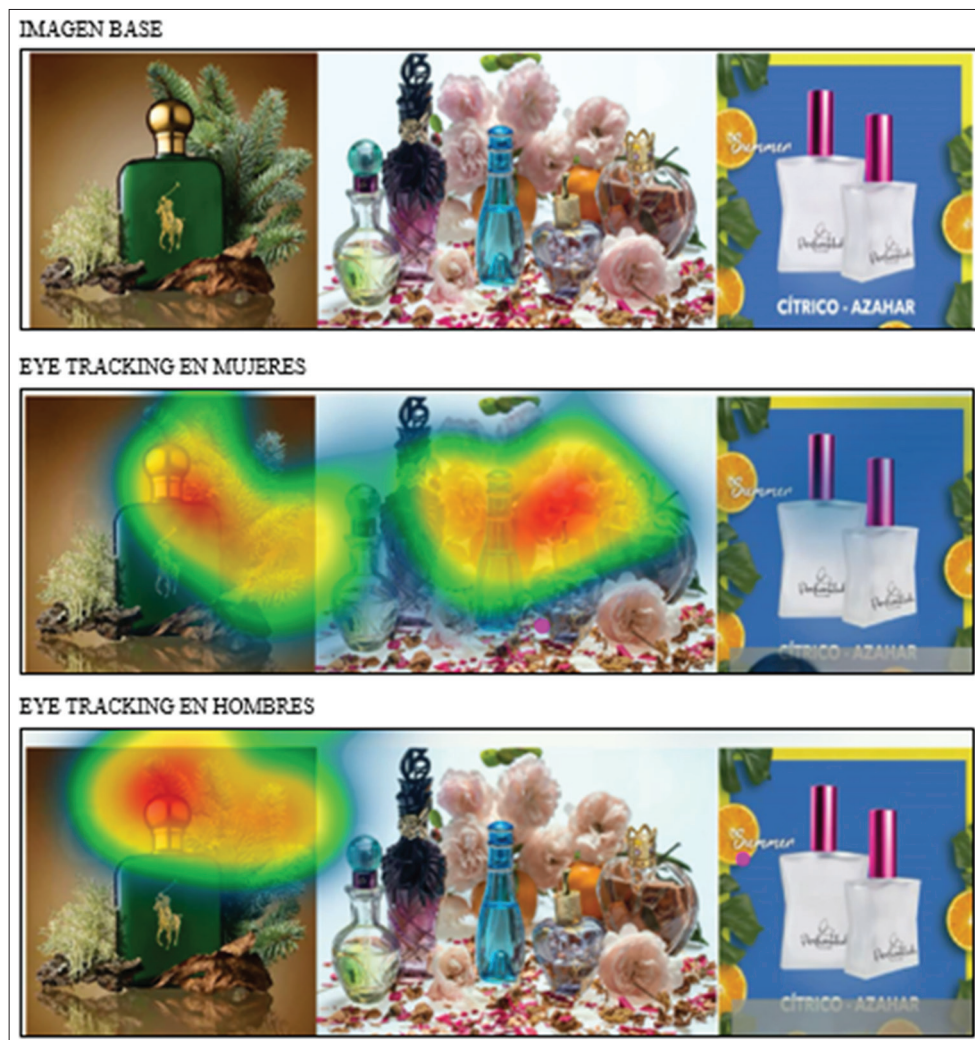 IMAGEN BASE
Summer
CÍTRICO - AZAHAR
EYE TRACKING EN MUJERES
Summer
CÍTRICO - AZAHAR
EYE TRACKING EN HOMBRES
Summer
CÍTRICO - AZAHAR